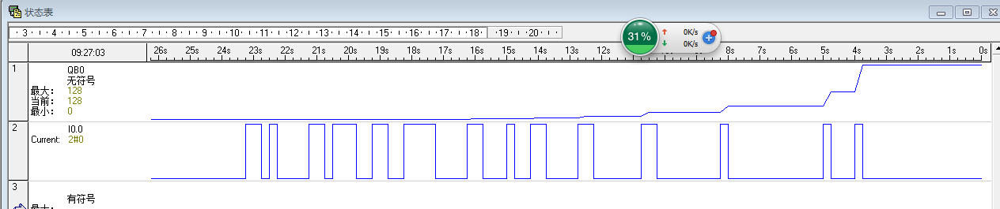 状态表
3 4 5 6 7 8 9 10 11 12 13 14 15 16 17 18 19 20
31% 0K/s
0K/s
09:27:03 26s 25s 24s 23s 22s 21s 20s 19s 18s 17s 16s 15s 14s 13s 12s 9s 8s 7s 6s 5s 4s 3s 2s 1s 0s
1 QB0
无符号
最大: 128
当前: 128
最小: 0
2 I0.0
Current: 2#0
3
有符号
最大: